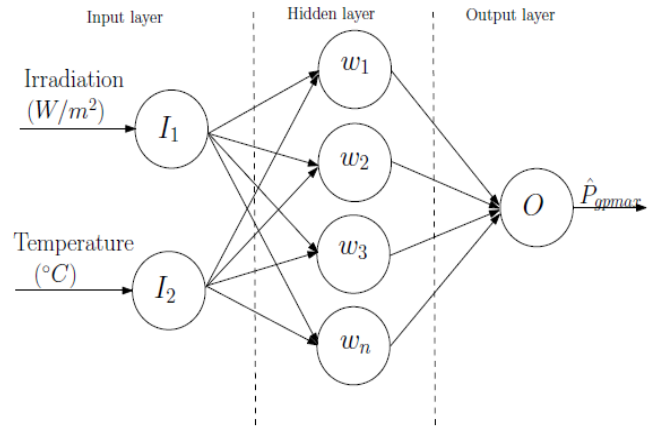 Input layer
Hidden layer
Output layer
Irradiation
(W/m²)
I₁
Temperature
(°C)
I₂
w₁
w₂
w₃
wₙ
O
P̂gpmax